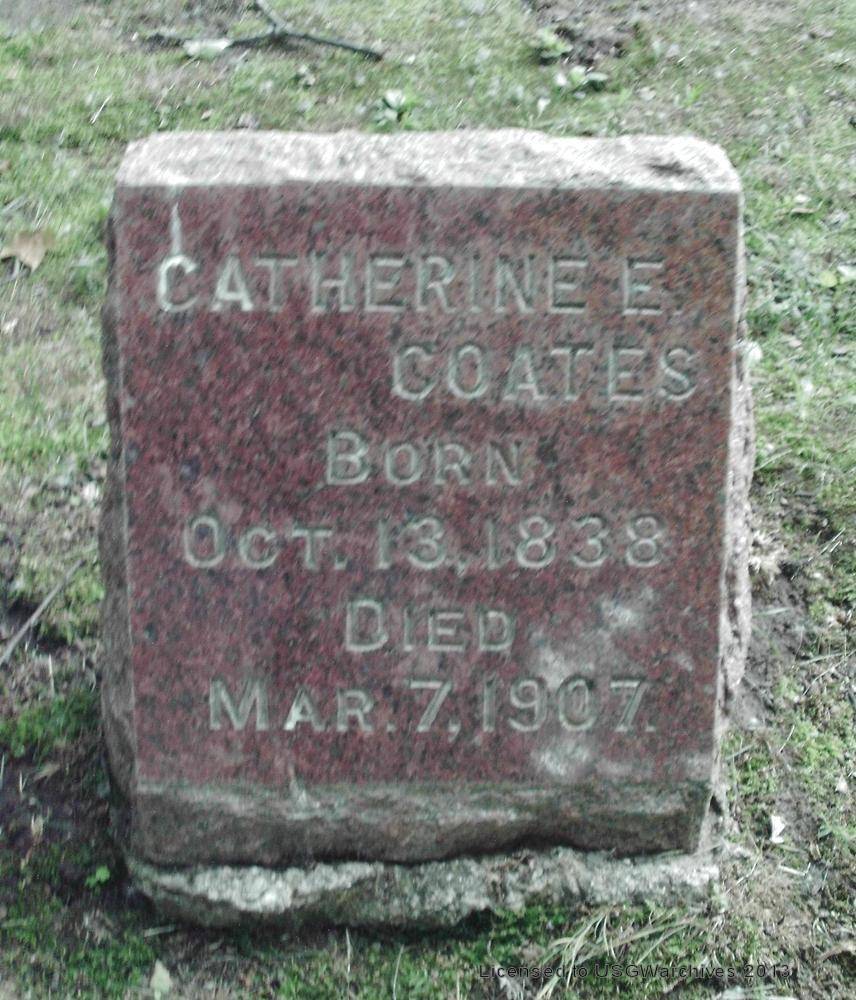 CATHERINE E.
COATES
BORN
OCT. 13, 1838
DIED
MAR. 7, 1907.
Licensed to USGWarchives 2013